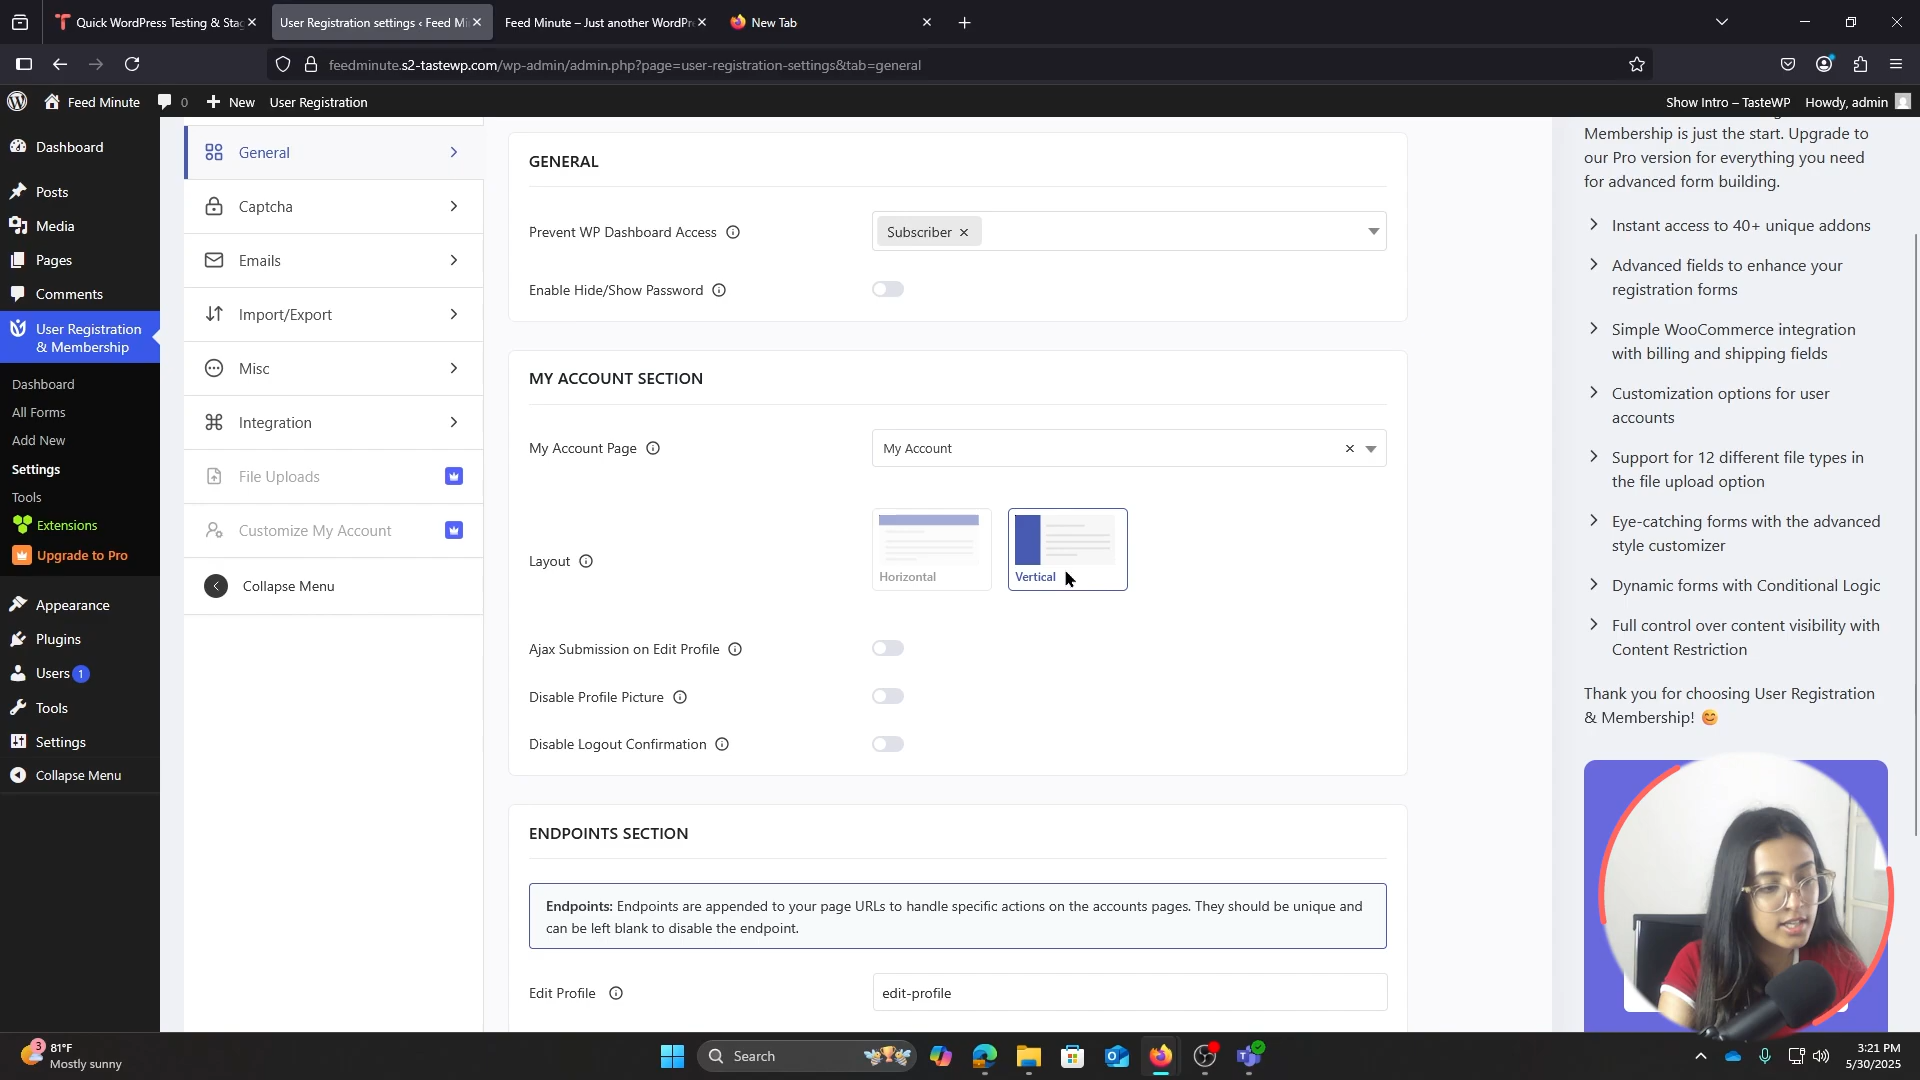 Quick WordPress Testing & Sta
User Registration settings ‹ Feed Mi
Feed Minute – Just another WordPr
New Tab
feedminute.s2-tastewp.com/wp-admin/admin.php?page=user-registration-settings&tab=general
Feed Minute
0
New
User Registration
Show Intro – TasteWP
Howdy, admin
Dashboard
Posts
Media
Pages
Comments
User Registration
& Membership
Dashboard
All Forms
Add New
Settings
Tools
Extensions
Upgrade to Pro
Appearance
Plugins
Users 1
Tools
Settings
Collapse Menu
General
Captcha
Emails
Import/Export
Misc
Integration
File Uploads
Customize My Account
Collapse Menu
GENERAL
Prevent WP Dashboard Access
Subscriber
Enable Hide/Show Password
MY ACCOUNT SECTION
My Account Page
My Account
Layout
Horizontal
Vertical
Ajax Submission on Edit Profile
Disable Profile Picture
Disable Logout Confirmation
ENDPOINTS SECTION
Endpoints: Endpoints are appended to your page URLs to handle specific actions on the accounts pages. They should be unique and
can be left blank to disable the endpoint.
Edit Profile
edit-profile
Membership is just the start. Upgrade to
our Pro version for everything you need
for advanced form building.
Instant access to 40+ unique addons
Advanced fields to enhance your
registration forms
Simple WooCommerce integration
with billing and shipping fields
Customization options for user
accounts
Support for 12 different file types in
the file upload option
Eye-catching forms with the advanced
style customizer
Dynamic forms with Conditional Logic
Full control over content visibility with
Content Restriction
Thank you for choosing User Registration
& Membership! 😊
3
81°F
Mostly sunny
Search
3:21 PM
5/30/2025